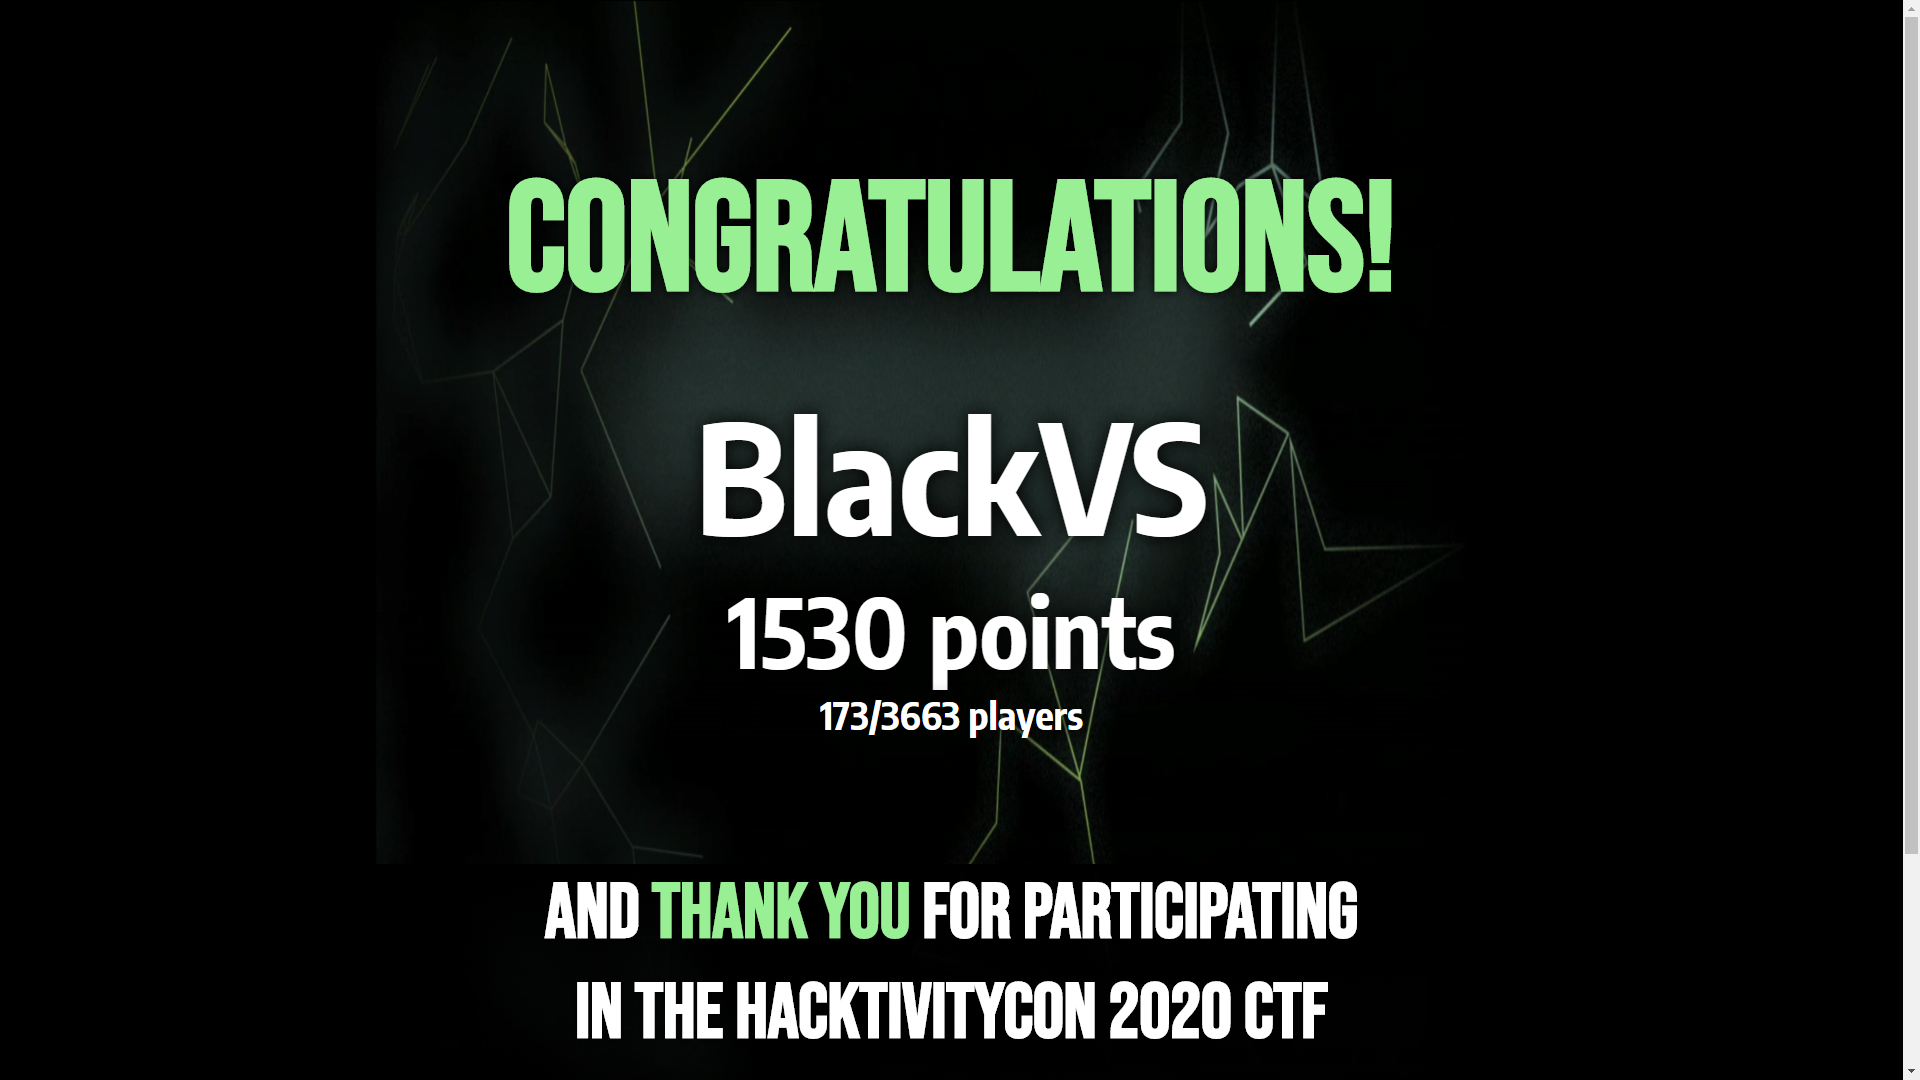 CONGRATULATIONS!
BlackVS
1530 points
173/3663 players
AND THANK YOU FOR PARTICIPATING
IN THE HACKTIVITYCON 2020 CTF